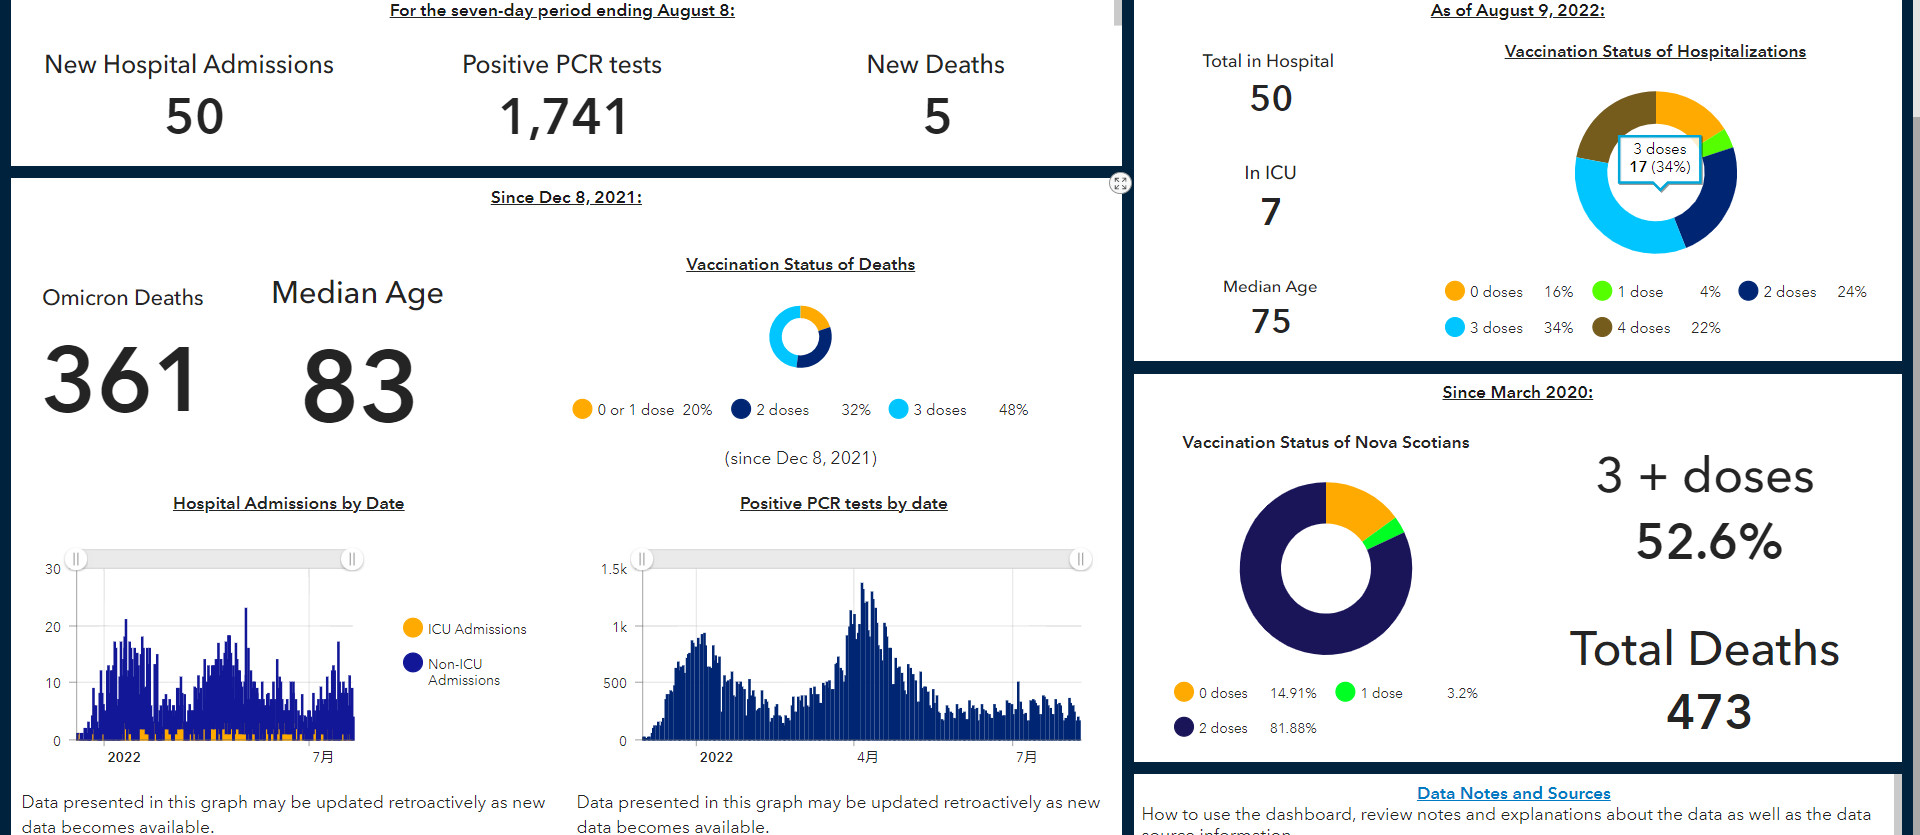 For the seven-day period ending August 8:
New Hospital Admissions
50
Positive PCR tests
1,741
New Deaths
5
Since Dec 8, 2021:
Omicron Deaths
361
Median Age
83
Vaccination Status of Deaths
0 or 1 dose 20%
2 doses 32%
3 doses 48%
(since Dec 8, 2021)
Hospital Admissions by Date
30
20
10
0
2022
7月
ICU Admissions
Non-ICU
Admissions
Data presented in this graph may be updated retroactively as new
data becomes available.
Positive PCR tests by date
1.5k
1k
500
0
2022
4月
7月
Data presented in this graph may be updated retroactively as new
data becomes available.
As of August 9, 2022:
Total in Hospital
50
In ICU
7
Median Age
75
Vaccination Status of Hospitalizations
3 doses
17 (34%)
0 doses 16%
1 dose 4%
2 doses 24%
3 doses 34%
4 doses 22%
Since March 2020:
Vaccination Status of Nova Scotians
0 doses 14.91%
1 dose 3.2%
2 doses 81.88%
3 + doses
52.6%
Total Deaths
473
Data Notes and Sources
How to use the dashboard, review notes and explanations about the data as well as the data
source information